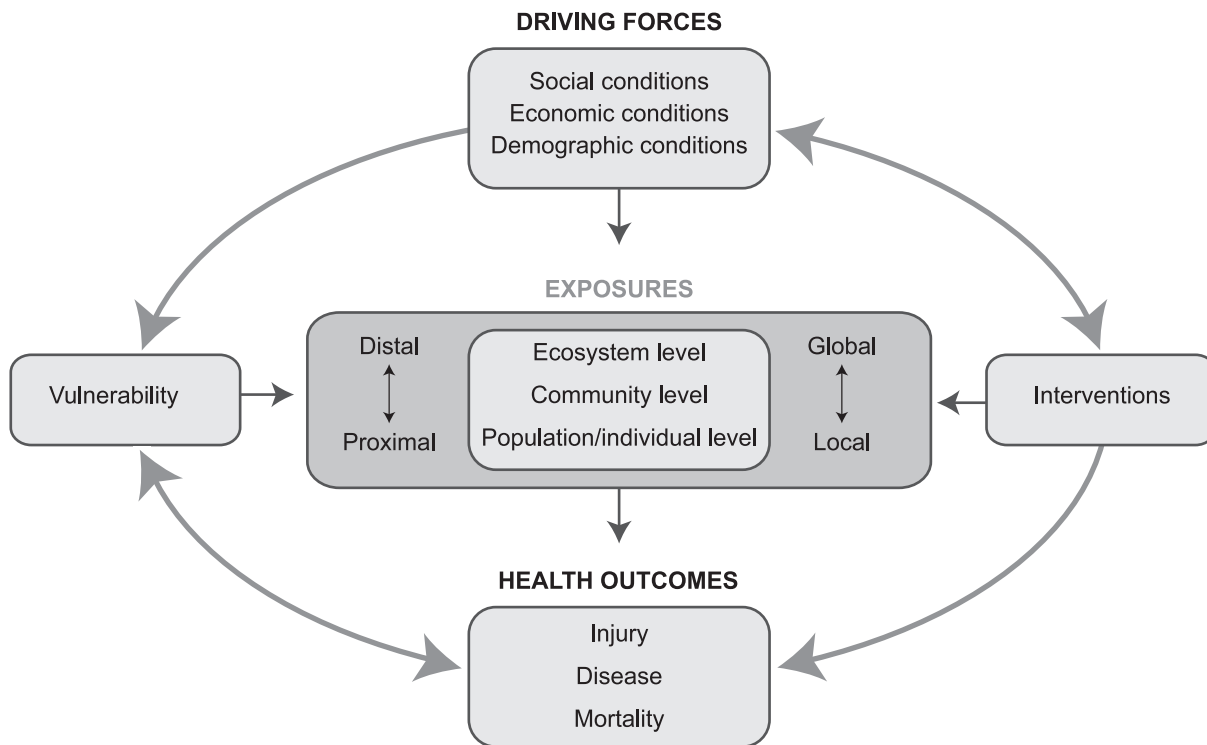 DRIVING FORCES
Social conditions
Economic conditions
Demographic conditions
EXPOSURES
Distal
Proximal
Ecosystem level
Community level
Population/individual level
Global
Local
Vulnerability
Interventions
HEALTH OUTCOMES
Injury
Disease
Mortality